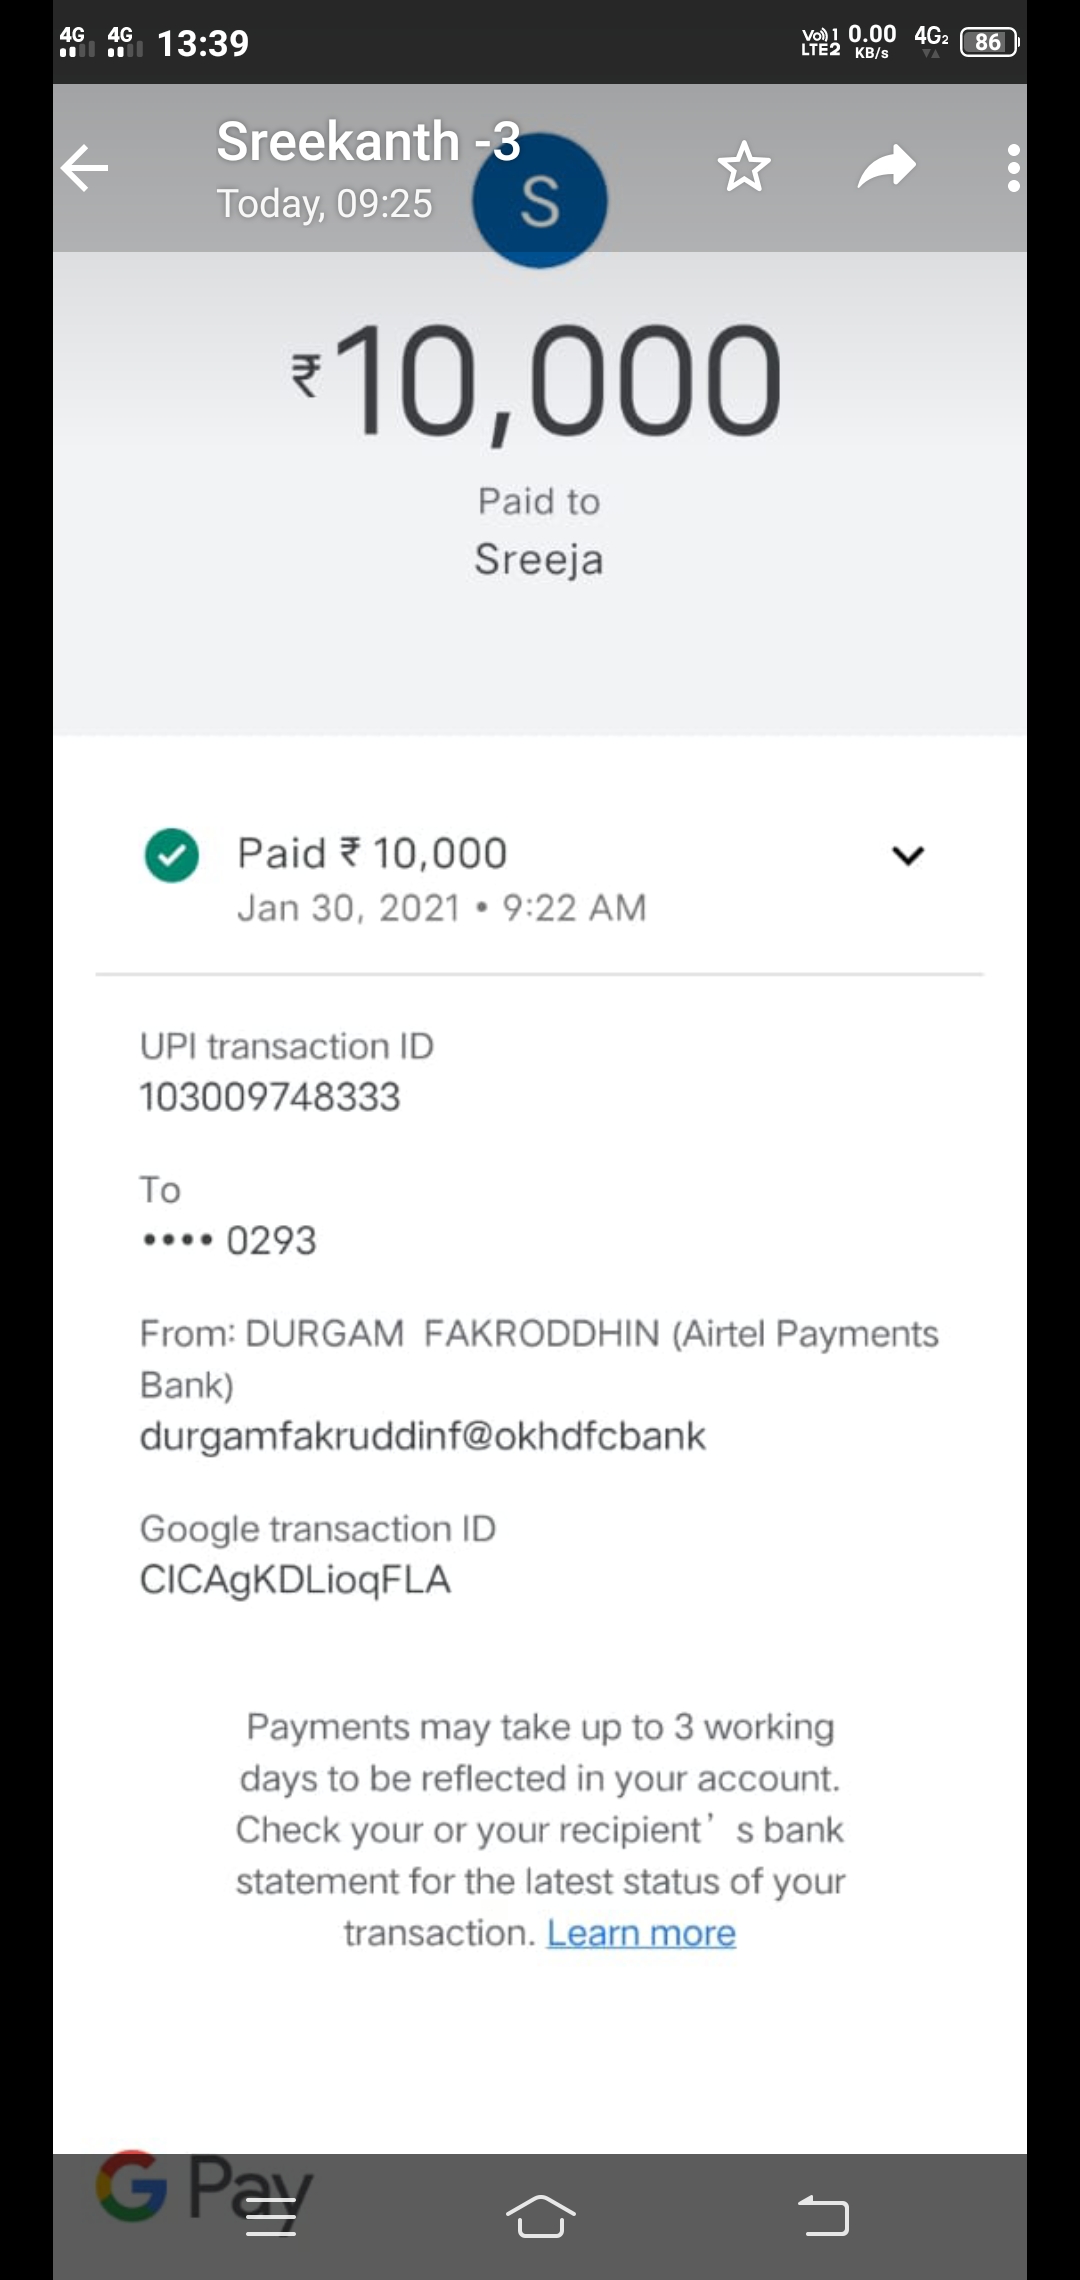 4G 4G 13:39 Vo) 1 LTE2 0.00 KB/s 4G2 86
Sreekanth -3
Today, 09:25
S
₹10,000
Paid to
Sreeja
Paid ₹ 10,000
Jan 30, 2021 • 9:22 AM
UPI transaction ID
103009748333
To
•••• 0293
From: DURGAM  FAKRODDHIN (Airtel Payments
Bank)
durgamfakruddinf@okhdfcbank
Google transaction ID
CICAgKDLioqFLA
Payments may take up to 3 working
days to be reflected in your account.
Check your or your recipient’ s bank
statement for the latest status of your
transaction. Learn more
G Pay